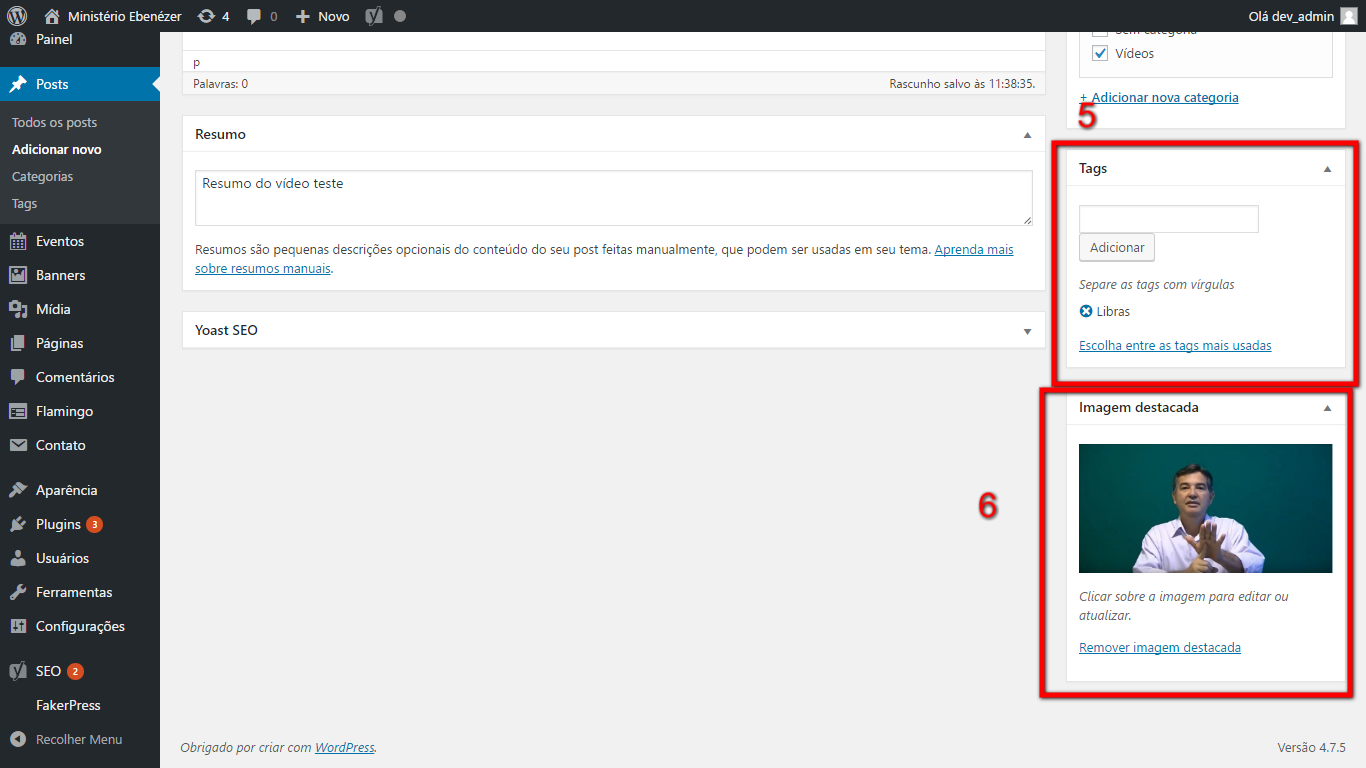 Ministério Ebenézer
4
0
Novo
Olá dev_admin
Painel
Posts
Todos os posts
Adicionar novo
Categorias
Tags
Eventos
Banners
Mídia
Páginas
Comentários
Flamingo
Contato
Aparência
Plugins 3
Usuários
Ferramentas
Configurações
SEO 2
FakerPress
Recolher Menu
p
Palavras: 0
Rascunho salvo às 11:38:35.
Resumo
Resumo do vídeo teste
Resumos são pequenas descrições opcionais do conteúdo do seu post feitas manualmente, que podem ser usadas em seu tema. Aprenda mais
sobre resumos manuais.
Yoast SEO
Sem categoria
Vídeos
+ Adicionar nova categoria
5
Tags
Adicionar
Separe as tags com vírgulas
Libras
Escolha entre as tags mais usadas
6
Imagem destacada
Clicar sobre a imagem para editar ou
atualizar.
Remover imagem destacada
Obrigado por criar com WordPress.
Versão 4.7.5